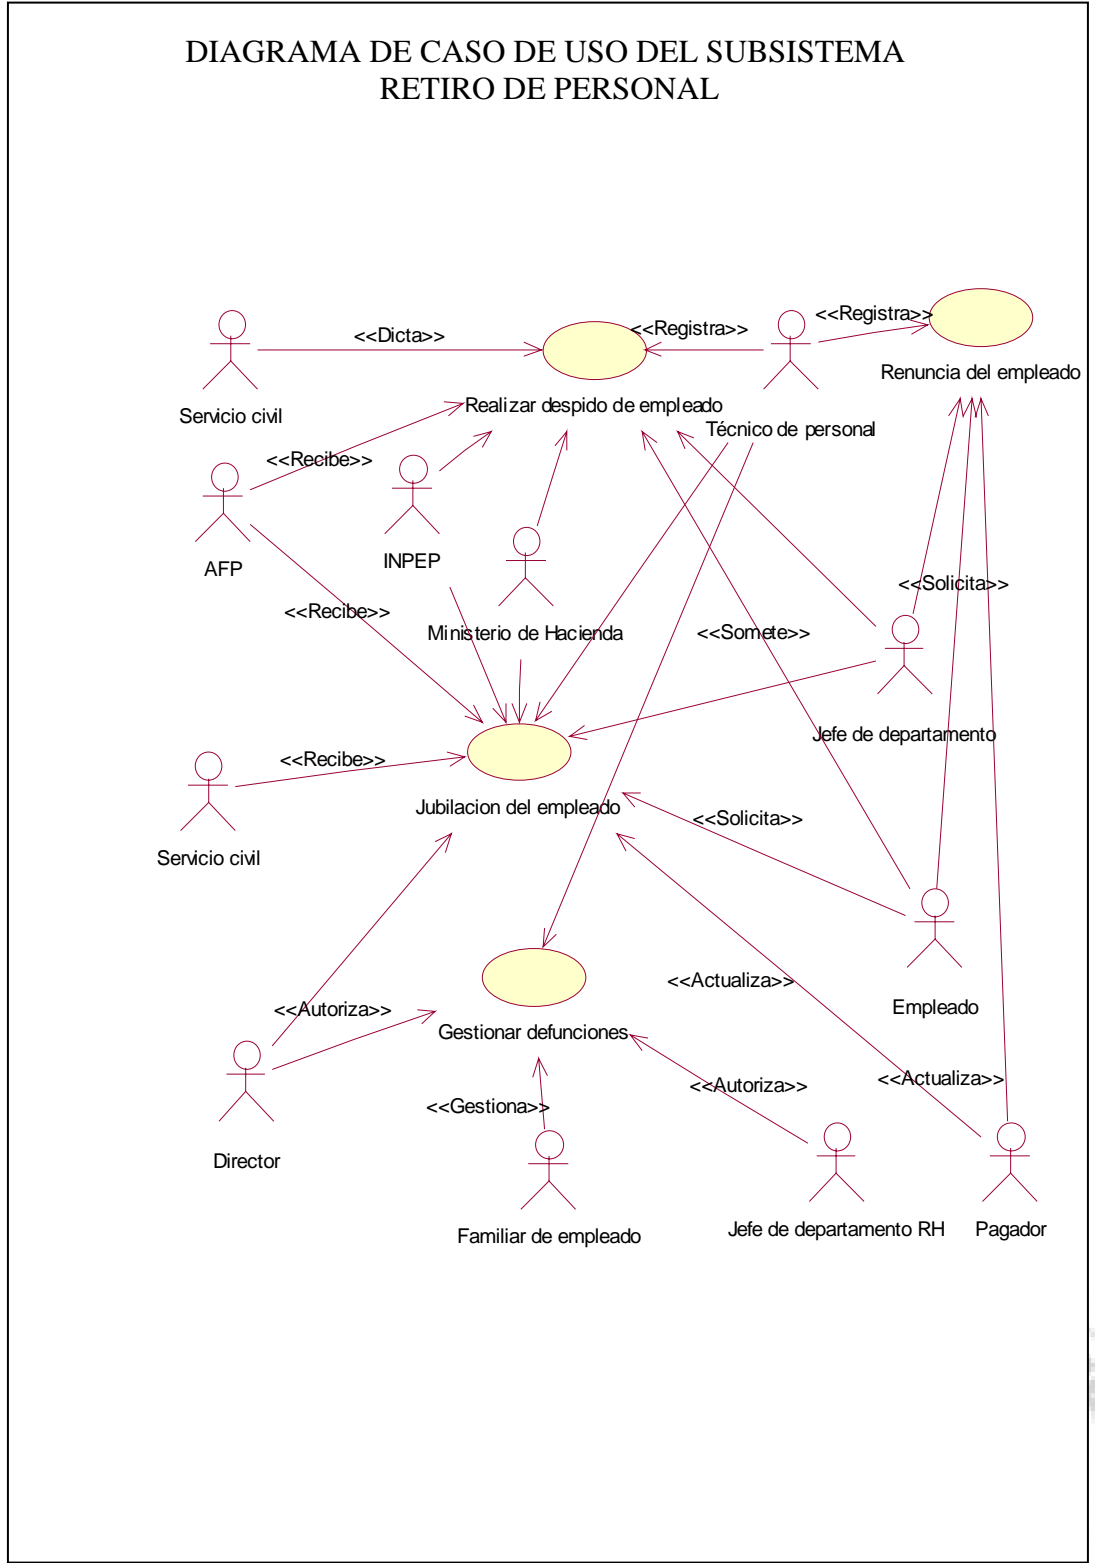 DIAGRAMA DE CASO DE USO DEL SUBSISTEMA
RETIRO DE PERSONAL
<<Registra>>
<<Dicta>>
<<Registra>>
Renuncia del empleado
Servicio civil
Realizar despido de empleado
Técnico de personal
<<Recibe>>
AFP
INPEP
<<Solicita>>
<<Recibe>>
Ministerio de Hacienda
<<Somete>>
Jefe de departamento
<<Recibe>>
Jubilacion del empleado
<<Solicita>>
Servicio civil
<<Actualiza>>
<<Autoriza>>
Empleado
Gestionar defunciones
<<Actualiza>>
<<Autoriza>>
<<Gestiona>>
Director
Familiar de empleado
Jefe de departamento RH
Pagador